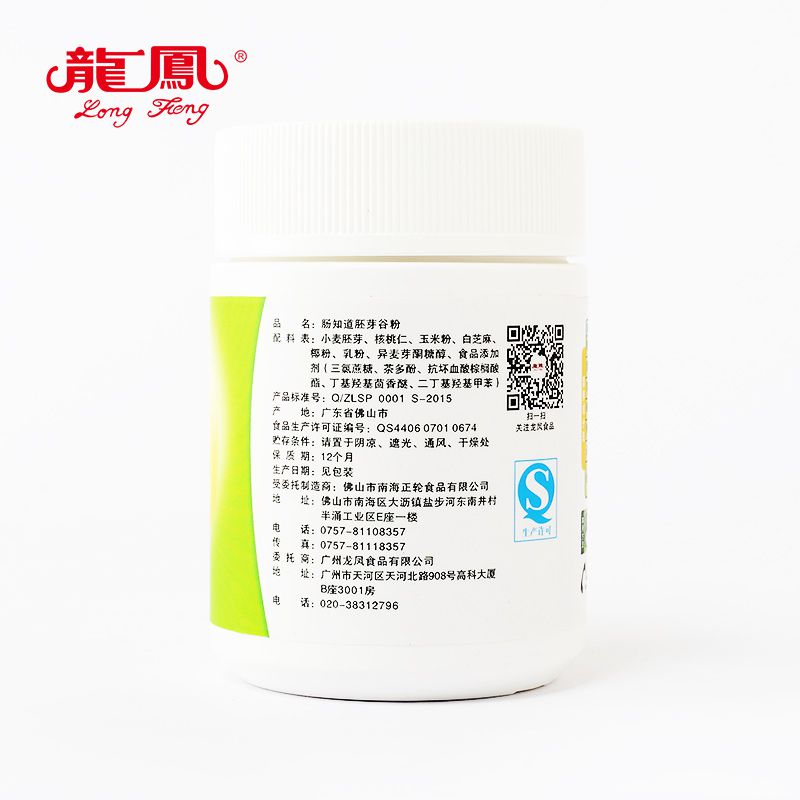 龍鳳®
Long Feng
品 名：肠知道胚芽谷粉
配 料 表：小麦胚芽、核桃仁、玉米粉、白芝麻、
椰粉、乳粉、异麦芽酮糖醇、食品添加
剂（三氯蔗糖、茶多酚、抗坏血酸棕榈酸
酯、丁基羟基茴香醚、二丁基羟基甲苯）
产品标准号：Q/ZLSP 0001 S-2015
产 地：广东省佛山市
食品生产许可证编号：QS4406 0701 0674
贮存条件：请置于阴凉、遮光、通风、干燥处
保 质 期：12个月
生产日期：见包装
受委托制造商：佛山市南海正轮食品有限公司
地 址：佛山市南海区大沥镇盐步河东南井村
半涌工业区E座一楼
电 话：0757-81108357
传 真：0757-81118357
委 托 商：广州龙凤食品有限公司
地 址：广州市天河区天河北路908号高科大厦
B座3001房
电 话：020-38312796
扫一扫
关注龙凤食品
QS
生产许可